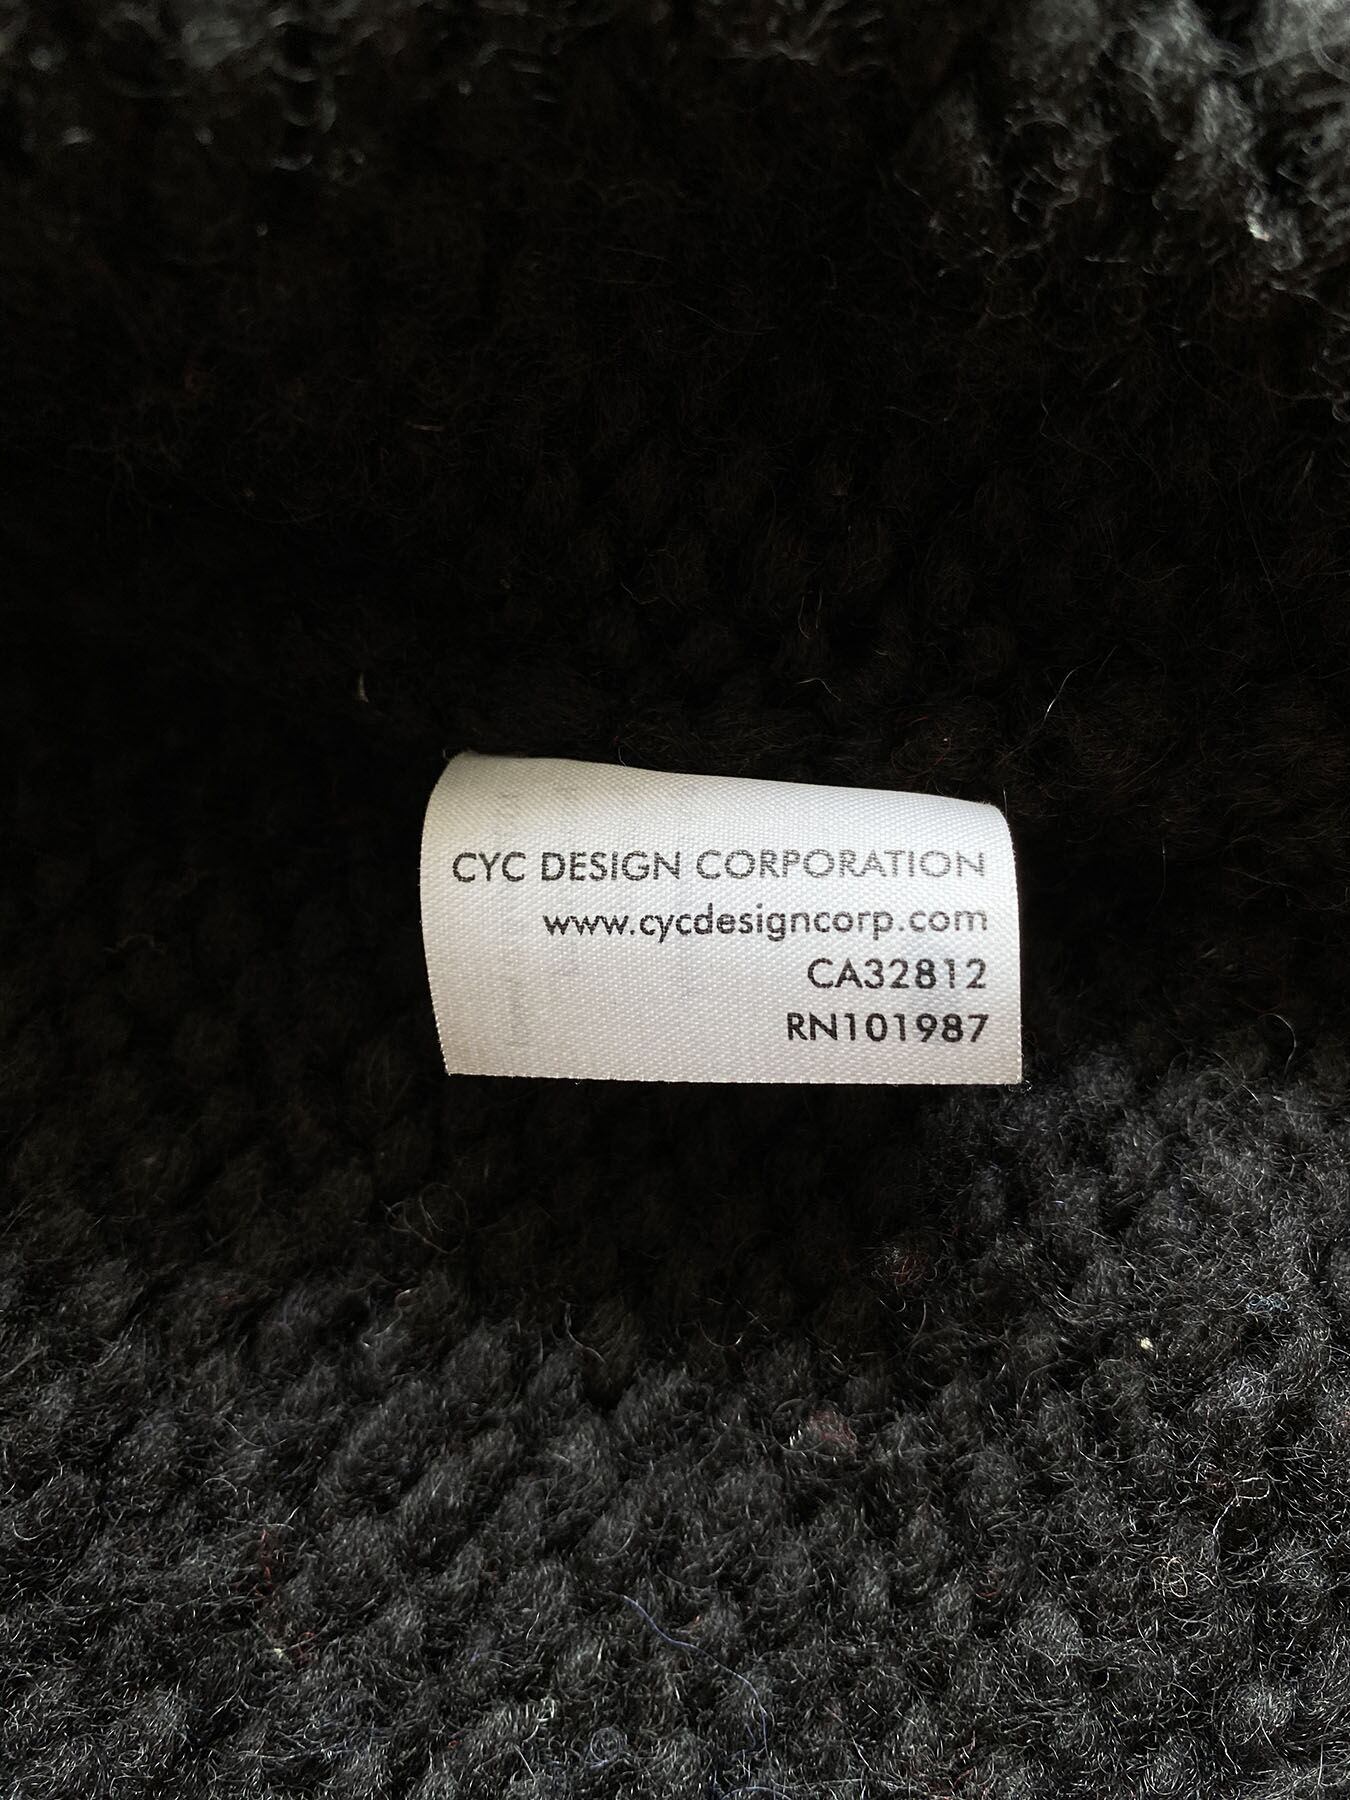 CYC DESIGN CORPORATION
www.cycdesigncorp.com
CA32812
RN101987